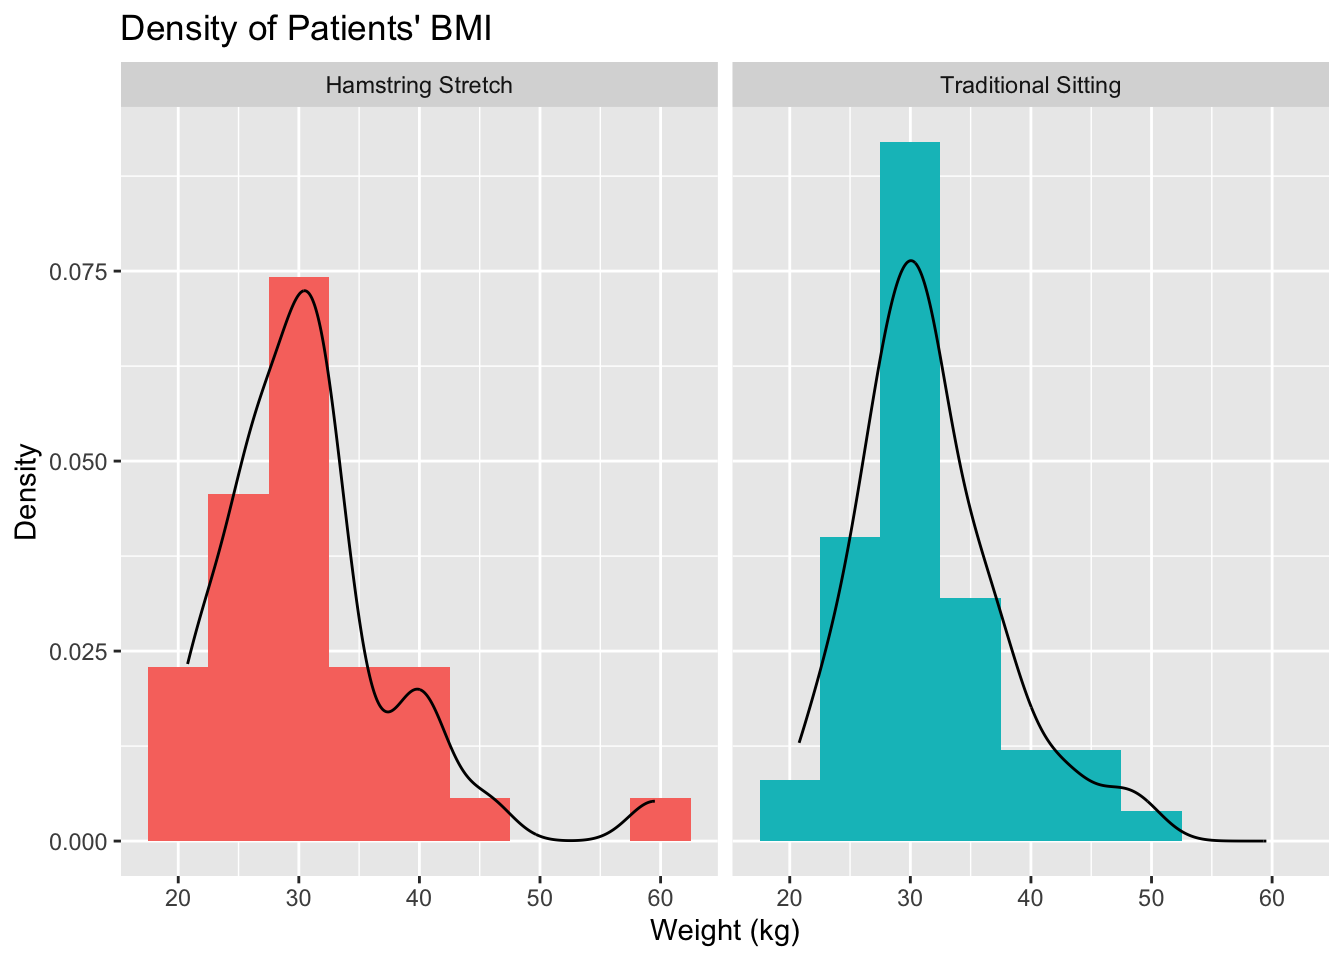 Density of Patients' BMI
Hamstring Stretch
Traditional Sitting
Density
0.075
0.050
0.025
0.000
20 30 40 50 60
20 30 40 50 60
Weight (kg)